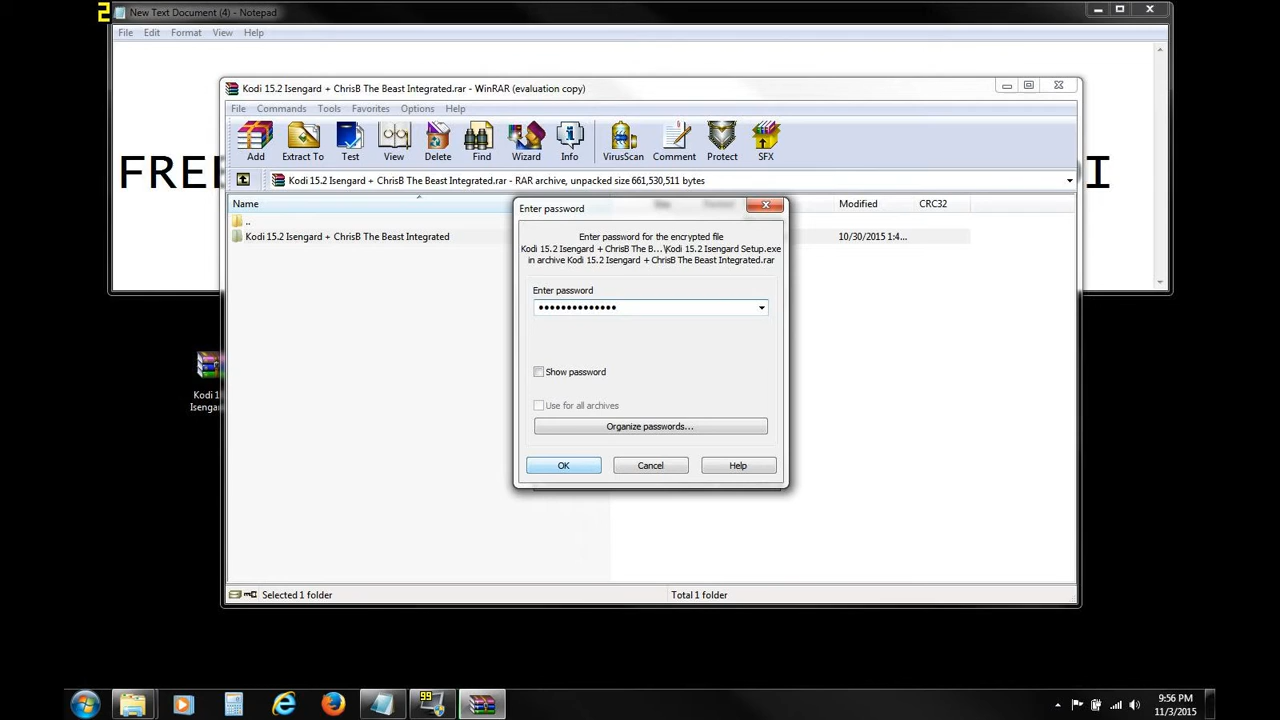 2
New Text Document (4) - Notepad
File Edit Format View Help
Kodi 15.2 Isengard + ChrisB The Beast Integrated.rar - WinRAR (evaluation copy)
File Commands Tools Favorites Options Help
Add Extract To Test View Delete Find Wizard Info VirusScan Comment Protect SFX
FREE
I
Kodi 15.2 Isengard + ChrisB The Beast Integrated.rar - RAR archive, unpacked size 661,530,511 bytes
Name Modified CRC32
..
Kodi 15.2 Isengard + ChrisB The Beast Integrated 10/30/2015 1:4...
Enter password
Enter password for the encrypted file
Kodi 15.2 Isengard + ChrisB The B...\Kodi 15.2 Isengard Setup.exe
in archive Kodi 15.2 Isengard + ChrisB The Beast Integrated.rar
Enter password
••••••••••••••
Show password
Use for all archives
Organize passwords...
OK Cancel Help
Kodi 1
Isengar
Selected 1 folder Total 1 folder
99
9:56 PM
11/3/2015